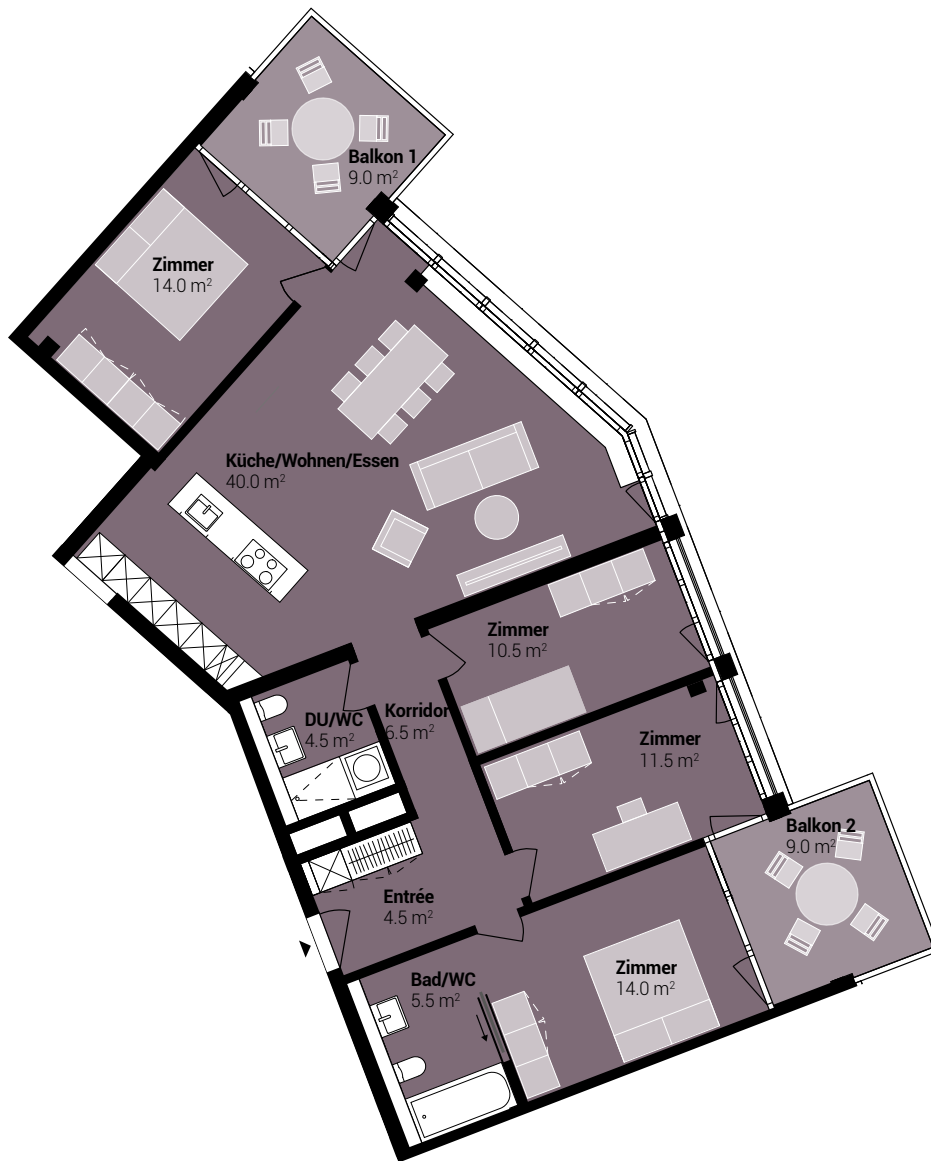 Balkon 1
9.0 m²
Zimmer
14.0 m²
Küche/Wohnen/Essen
40.0 m²
Zimmer
10.5 m²
DU/WC
4.5 m²
Korridor
6.5 m²
Zimmer
11.5 m²
Balkon 2
9.0 m²
Entrée
4.5 m²
Zimmer
14.0 m²
Bad/WC
5.5 m²